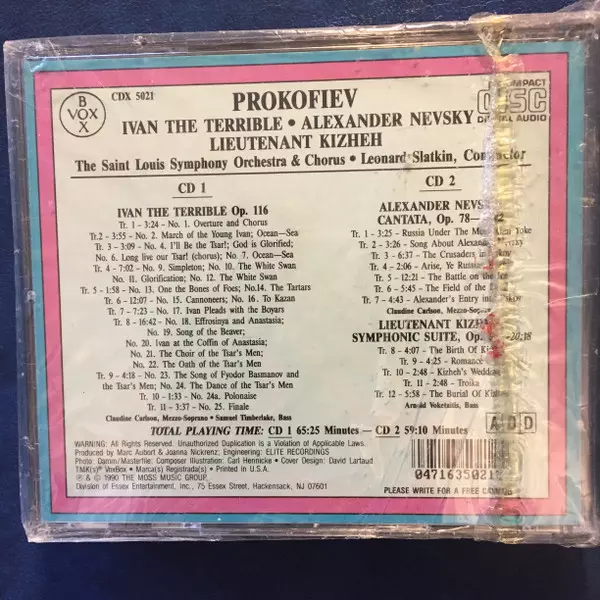 B
VOX
X
CDX 5021
COMPACT
DISC
DIGITAL AUDIO
PROKOFIEV
IVAN THE TERRIBLE • ALEXANDER NEVSKY
LIEUTENANT KIZHEH
The Saint Louis Symphony Orchestra & Chorus • Leonard Slatkin, Conductor
CD 1
IVAN THE TERRIBLE Op. 116
Tr. 1 - 3:24 - No. 1. Overture and Chorus
Tr.2 - 3:55 - No. 2. March of the Young Ivan; Ocean—Sea
Tr. 3 - 3:09 - No. 4. I'll Be the Tsar!; God is Glorified;
No. 6. Long live our Tsar! (chorus); No. 7. Ocean—Sea
Tr. 4 - 7:02 - No. 9. Simpleton; No. 10. The White Swan
No. 11. Glorification; No. 12. The White Swan
Tr. 5 - 1:58 - No. 13. One the Bones of Foes; No.14. The Tartars
Tr. 6 - 12:07 - No. 15. Cannoneers; No. 16. To Kazan
Tr. 7 - 7:23 - No. 17. Ivan Pleads with the Boyars
Tr. 8 - 16:42 - No. 18. Effrosinya and Anastasia;
No. 19. Song of the Beaver;
No. 20. Ivan at the Coffin of Anastasia;
No. 21. The Choir of the Tsar's Men;
No. 22. The Oath of the Tsar's Men
Tr. 9 - 4:18 - No. 23. The Song of Fyodor Basmanov and
the Tsar's Men; No. 24. The Dance of the Tsar's Men
Tr. 10 - 1:33 - No. 24a. Polonaise
Tr. 11 - 3:37 - No. 25. Finale
Claudine Carlson, Mezzo-Soprano • Samuel Timberlake, Bass
CD 2
ALEXANDER NEVSKY
CANTATA, Op. 78—
Tr. 1 - 3:25 - Russia Under the Mongolian Yoke
Tr. 2 - 3:26 - Song About Alexander Nevsky
Tr. 3 - 6:37 - The Crusaders in Pskov
Tr. 4 - 2:06 - Arise, Ye Russian
Tr. 5 - 12:21 - The Battle on the Ice
Tr. 6 - 5:45 - The Field of the
Tr. 7 - 4:43 - Alexander's Entry into Pskov
Claudine Carlson, Mezzo-Soprano
LIEUTENANT KIZHEH
SYMPHONIC SUITE, Op. 20:18
Tr. 8 - 4:07 - The Birth Of Kizheh
Tr. 9 - 4:25 - Romance
Tr. 10 - 2:48 - Kizheh's Wedding
Tr. 11 - 2:48 - Troika
Tr. 12 - 5:58 - The Burial Of Kizheh
Arnold Voketaitis, Bass
TOTAL PLAYING TIME: CD 1 65:25 Minutes — CD 2 59:10 Minutes
ADD
WARNING: All Rights Reserved. Unauthorized Duplication is a Violation of Applicable Laws.
Produced by Marc Aubort & Joanna Nickrenz; Engineering: ELITE RECORDINGS
Photo: Damm/Masterfile: Composer Illustration: Carl Hennicke • Cover Design: David Lartaud
TMK(s)® VoxBox • Marca(s) Registrada(s) • Printed in U.S.A.
℗ & © 1990 THE MOSS MUSIC GROUP,
Division of Essex Entertainment, Inc., 75 Essex Street, Hackensack, NJ 07601
0471635021
PLEASE WRITE FOR A FREE CATALOG